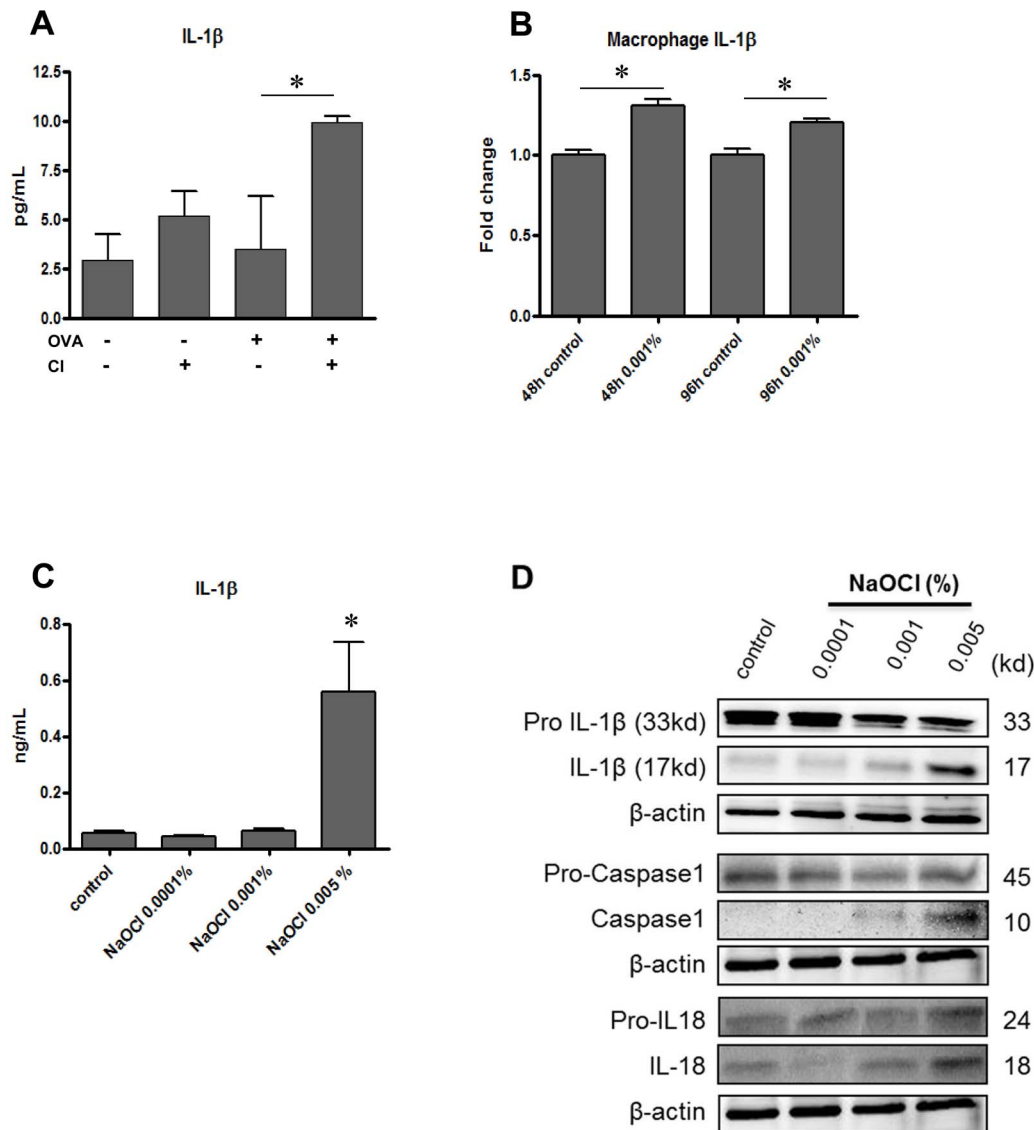 A
IL-1β
pg/mL
12.5
10.0
7.5
5.0
2.5
0.0
*
OVA - - + +
Cl - + - +
B
Macrophage IL-1β
Fold change
1.5
1.0
0.5
0.0
* *
48h control
48h 0.001%
96h control
96h 0.001%
C
IL-1β
ng/mL
0.8
0.6
0.4
0.2
0.0
*
control
NaOCl 0.0001%
NaOCl 0.001%
NaOCl 0.005 %
D
NaOCl (%)
control 0.0001 0.001 0.005 (kd)
Pro IL-1β (33kd) 33
IL-1β (17kd) 17
β-actin
Pro-Caspase1 45
Caspase1 10
β-actin
Pro-IL18 24
IL-18 18
β-actin